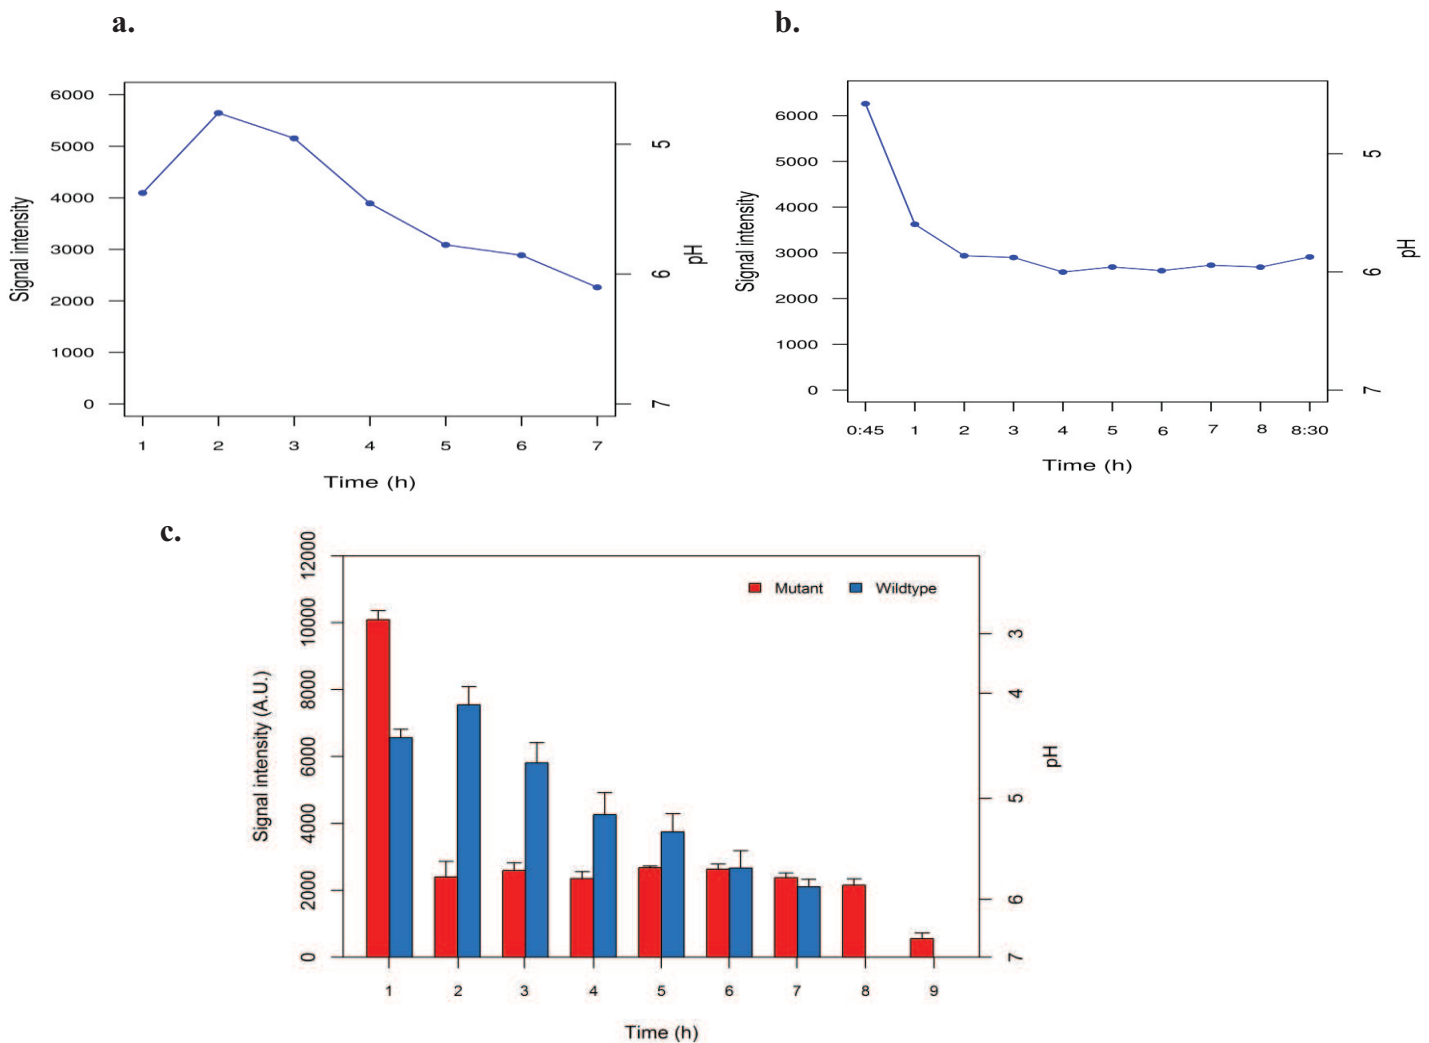 a.
6000
5000
4000
3000
2000
1000
0
Signal intensity
5
6
7
pH
1 2 3 4 5 6 7
Time (h)
b.
6000
5000
4000
3000
2000
1000
0
Signal intensity
5
6
7
pH
0:45 1 2 3 4 5 6 7 8 8:30
Time (h)
c.
12000
10000
8000
6000
4000
2000
0
Signal intensity (A.U.)
Mutant Wildtype
3
4
5
6
7
pH
1 2 3 4 5 6 7 8 9
Time (h)